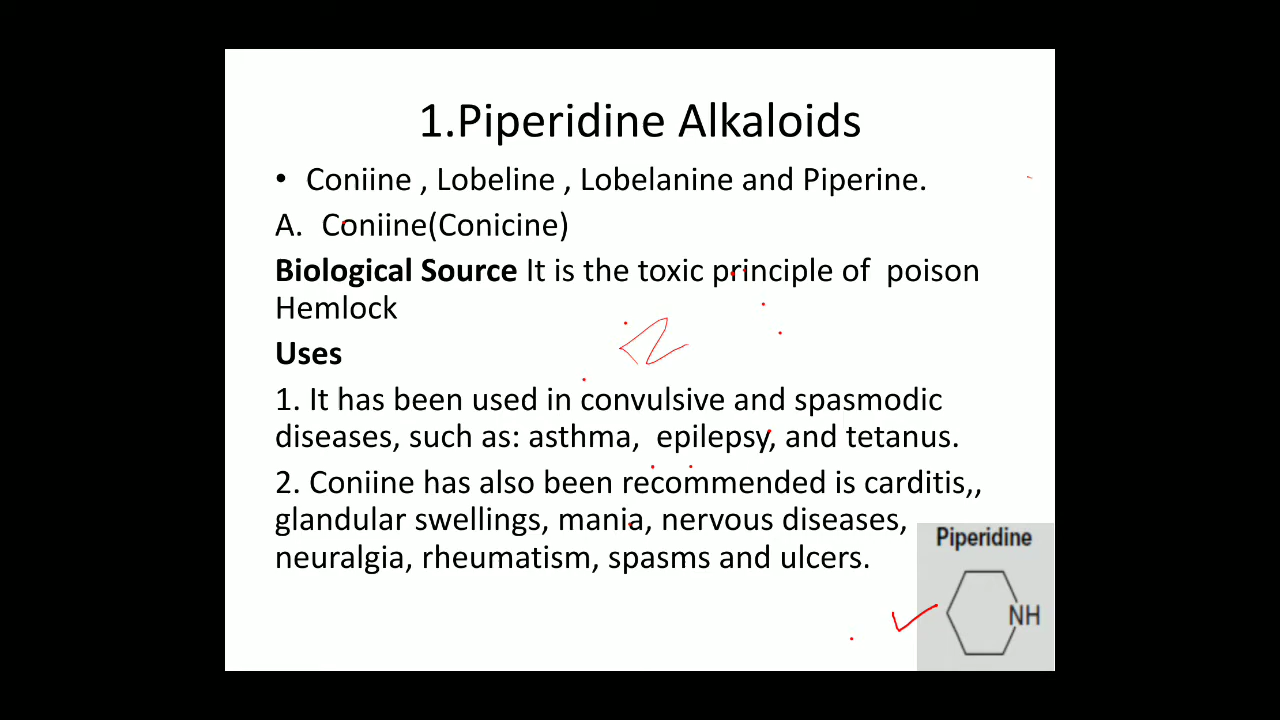 1.Piperidine Alkaloids
• Coniine , Lobeline , Lobelanine and Piperine.
A. Coniine(Conicine)
Biological Source It is the toxic principle of poison
Hemlock
Uses
1. It has been used in convulsive and spasmodic
diseases, such as: asthma, epilepsy, and tetanus.
2. Coniine has also been recommended is carditis,,
glandular swellings, mania, nervous diseases,
neuralgia, rheumatism, spasms and ulcers.
Piperidine
NH